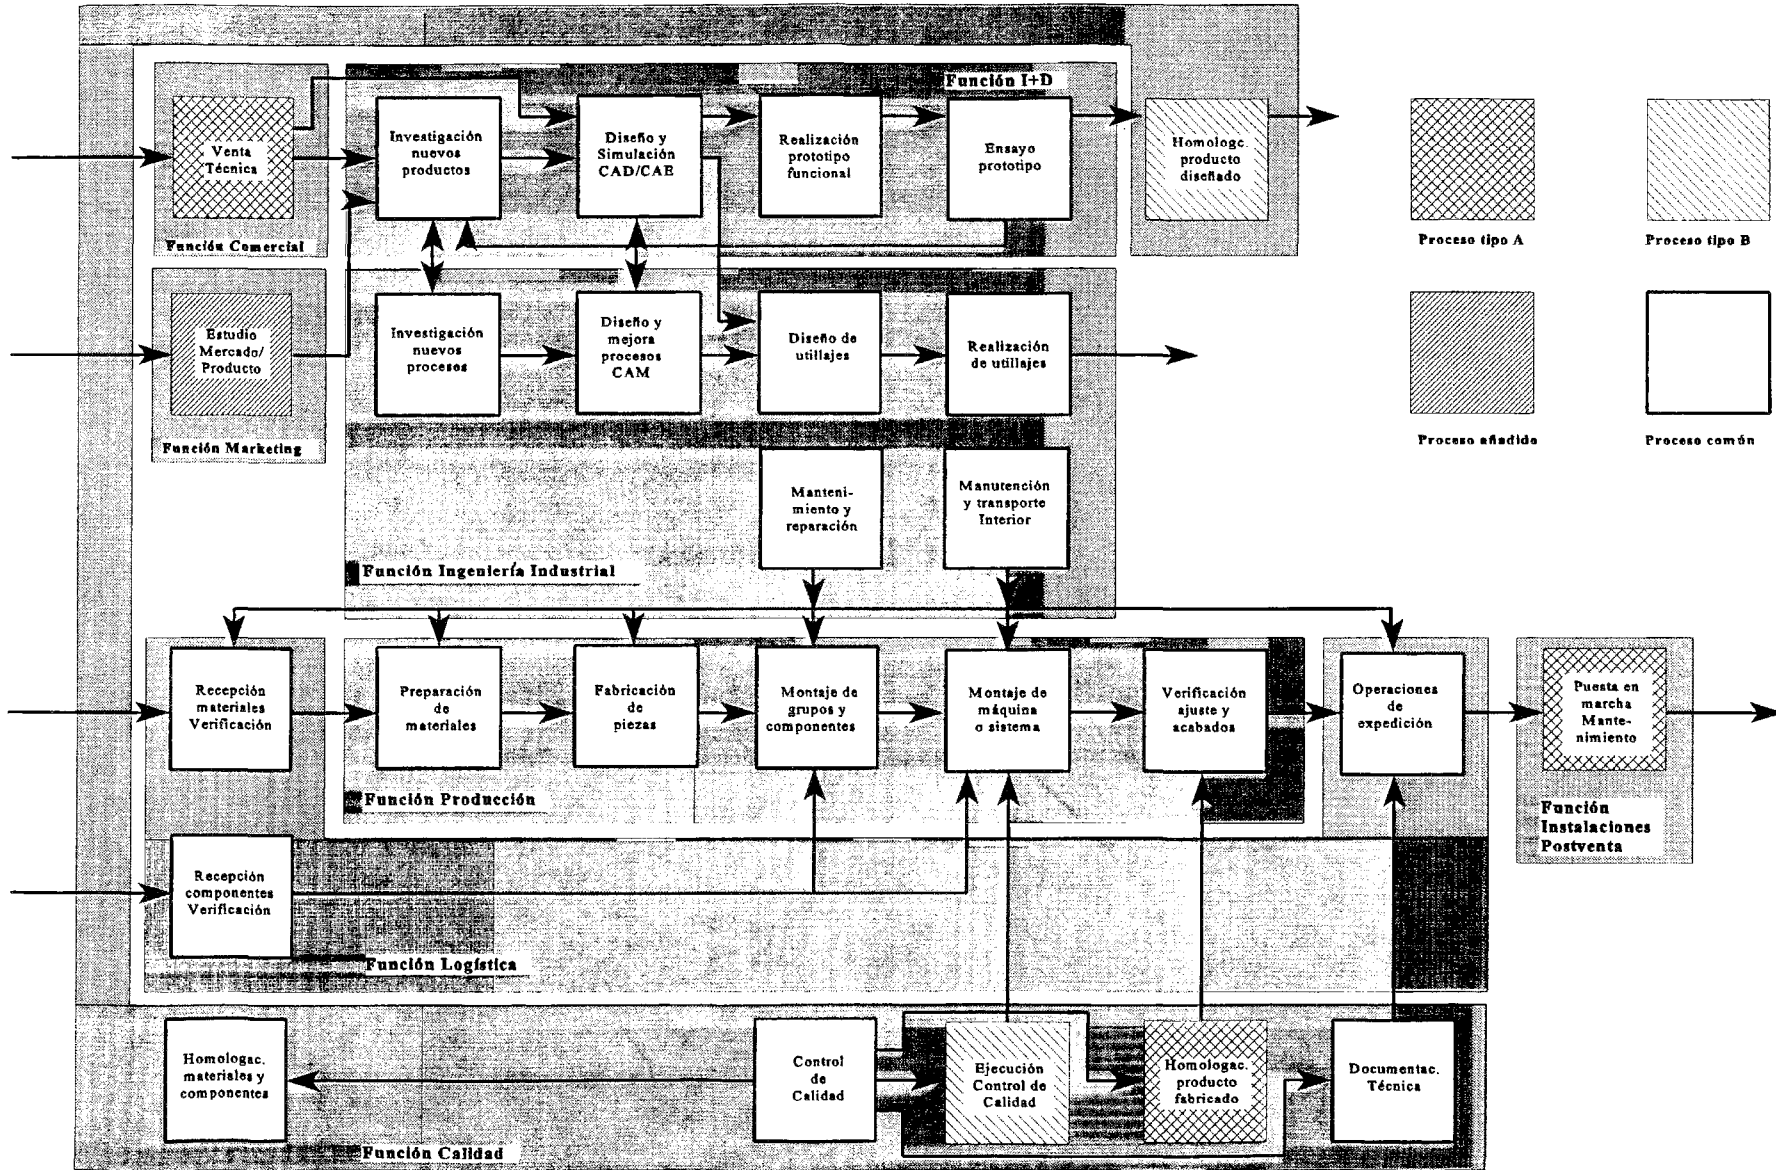 Función I+D
Venta
Técnica
Investigación
nuevos
productos
Diseño y
Simulación
CAD/CAE
Realización
prototipo
funcional
Ensayo
prototipo
Homologc.
producto
diseñado
Función Comercial
Proceso tipo A
Proceso tipo B
Estudio
Mercado/
Producto
Investigación
nuevos
procesos
Diseño y
mejora
procesos
CAM
Diseño de
utillajes
Realización
de utillajes
Función Marketing
Proceso añadido
Proceso común
Manteni-
miento y
reparación
Manutención
y transporte
Interior
Función Ingeniería Industrial
Recepción
materiales
Verificación
Preparación
de
materiales
Fabricación
de
piezas
Montaje de
grupos y
componentes
Montaje de
máquina
o sistema
Verificación
ajuste y
acabados
Operaciones
de
expedición
Puesta en
marcha
Mante-
nimiento
Función Producción
Función
Instalaciones
Postventa
Recepción
componentes
Verificación
Función Logística
Homologac.
materiales y
componentes
Control
de
Calidad
Ejecución
Control de
Calidad
Homologac.
producto
fabricado
Documentac.
Técnica
Función Calidad